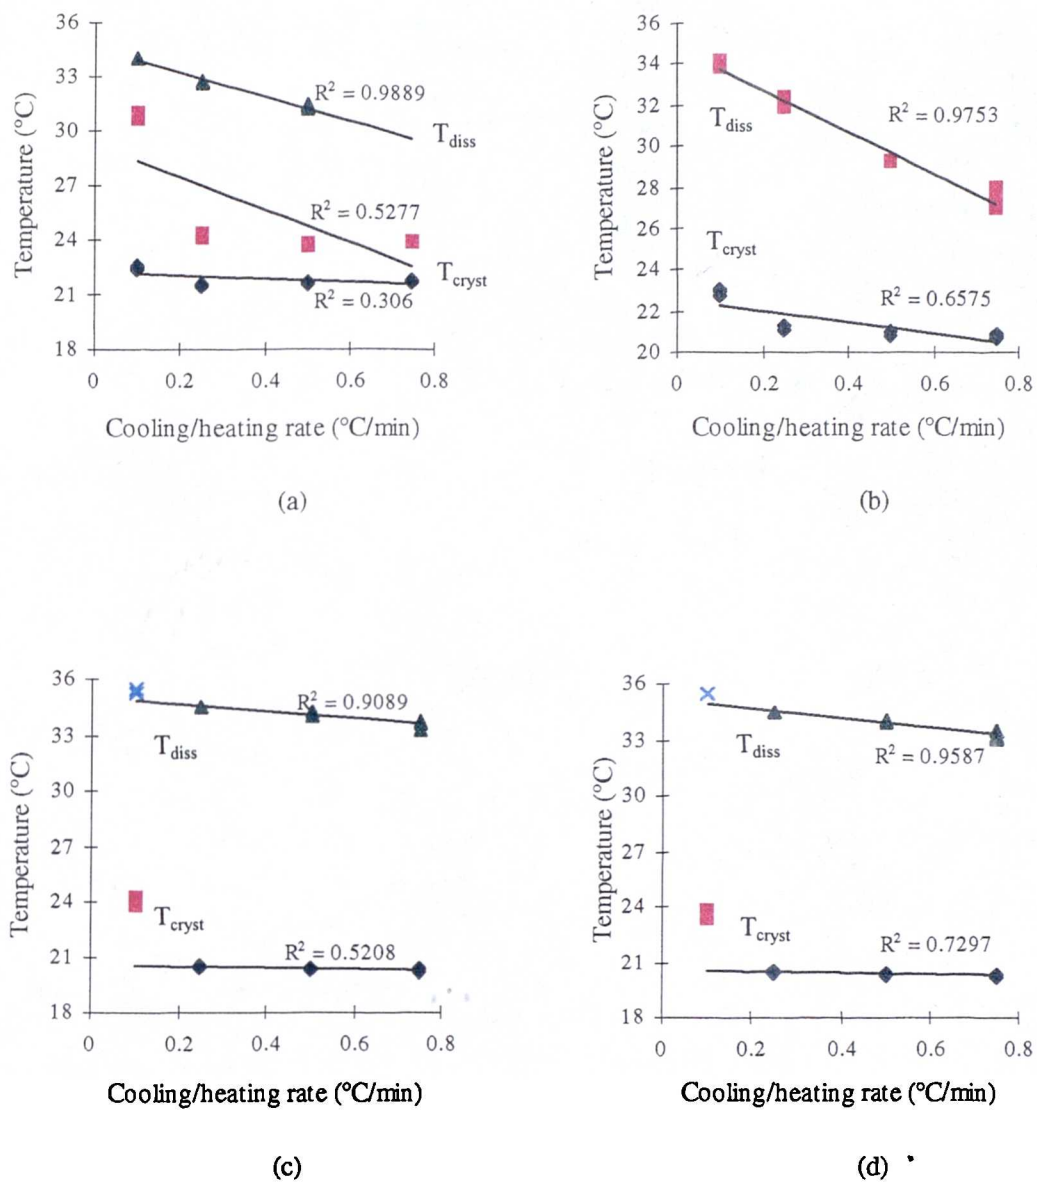 36
33
30
27
24
21
18
Temperature (°C)
R² = 0.9889
T_diss
R² = 0.5277
T_cryst
R² = 0.306
0 0.2 0.4 0.6 0.8
Cooling/heating rate (°C/min)
(a)
36
34
32
30
28
26
24
22
20
Temperature (°C)
R² = 0.9753
T_diss
T_cryst
R² = 0.6575
0 0.2 0.4 0.6 0.8
Cooling/heating rate (°C/min)
(b)
36
33
30
27
24
21
18
Temperature (°C)
R² = 0.9089
T_diss
T_cryst
R² = 0.5208
0 0.2 0.4 0.6 0.8
Cooling/heating rate (°C/min)
(c)
36
33
30
27
24
21
18
Temperature (°C)
T_diss
R² = 0.9587
T_cryst
R² = 0.7297
0 0.2 0.4 0.6 0.8
Cooling/heating rate (°C/min)
(d)